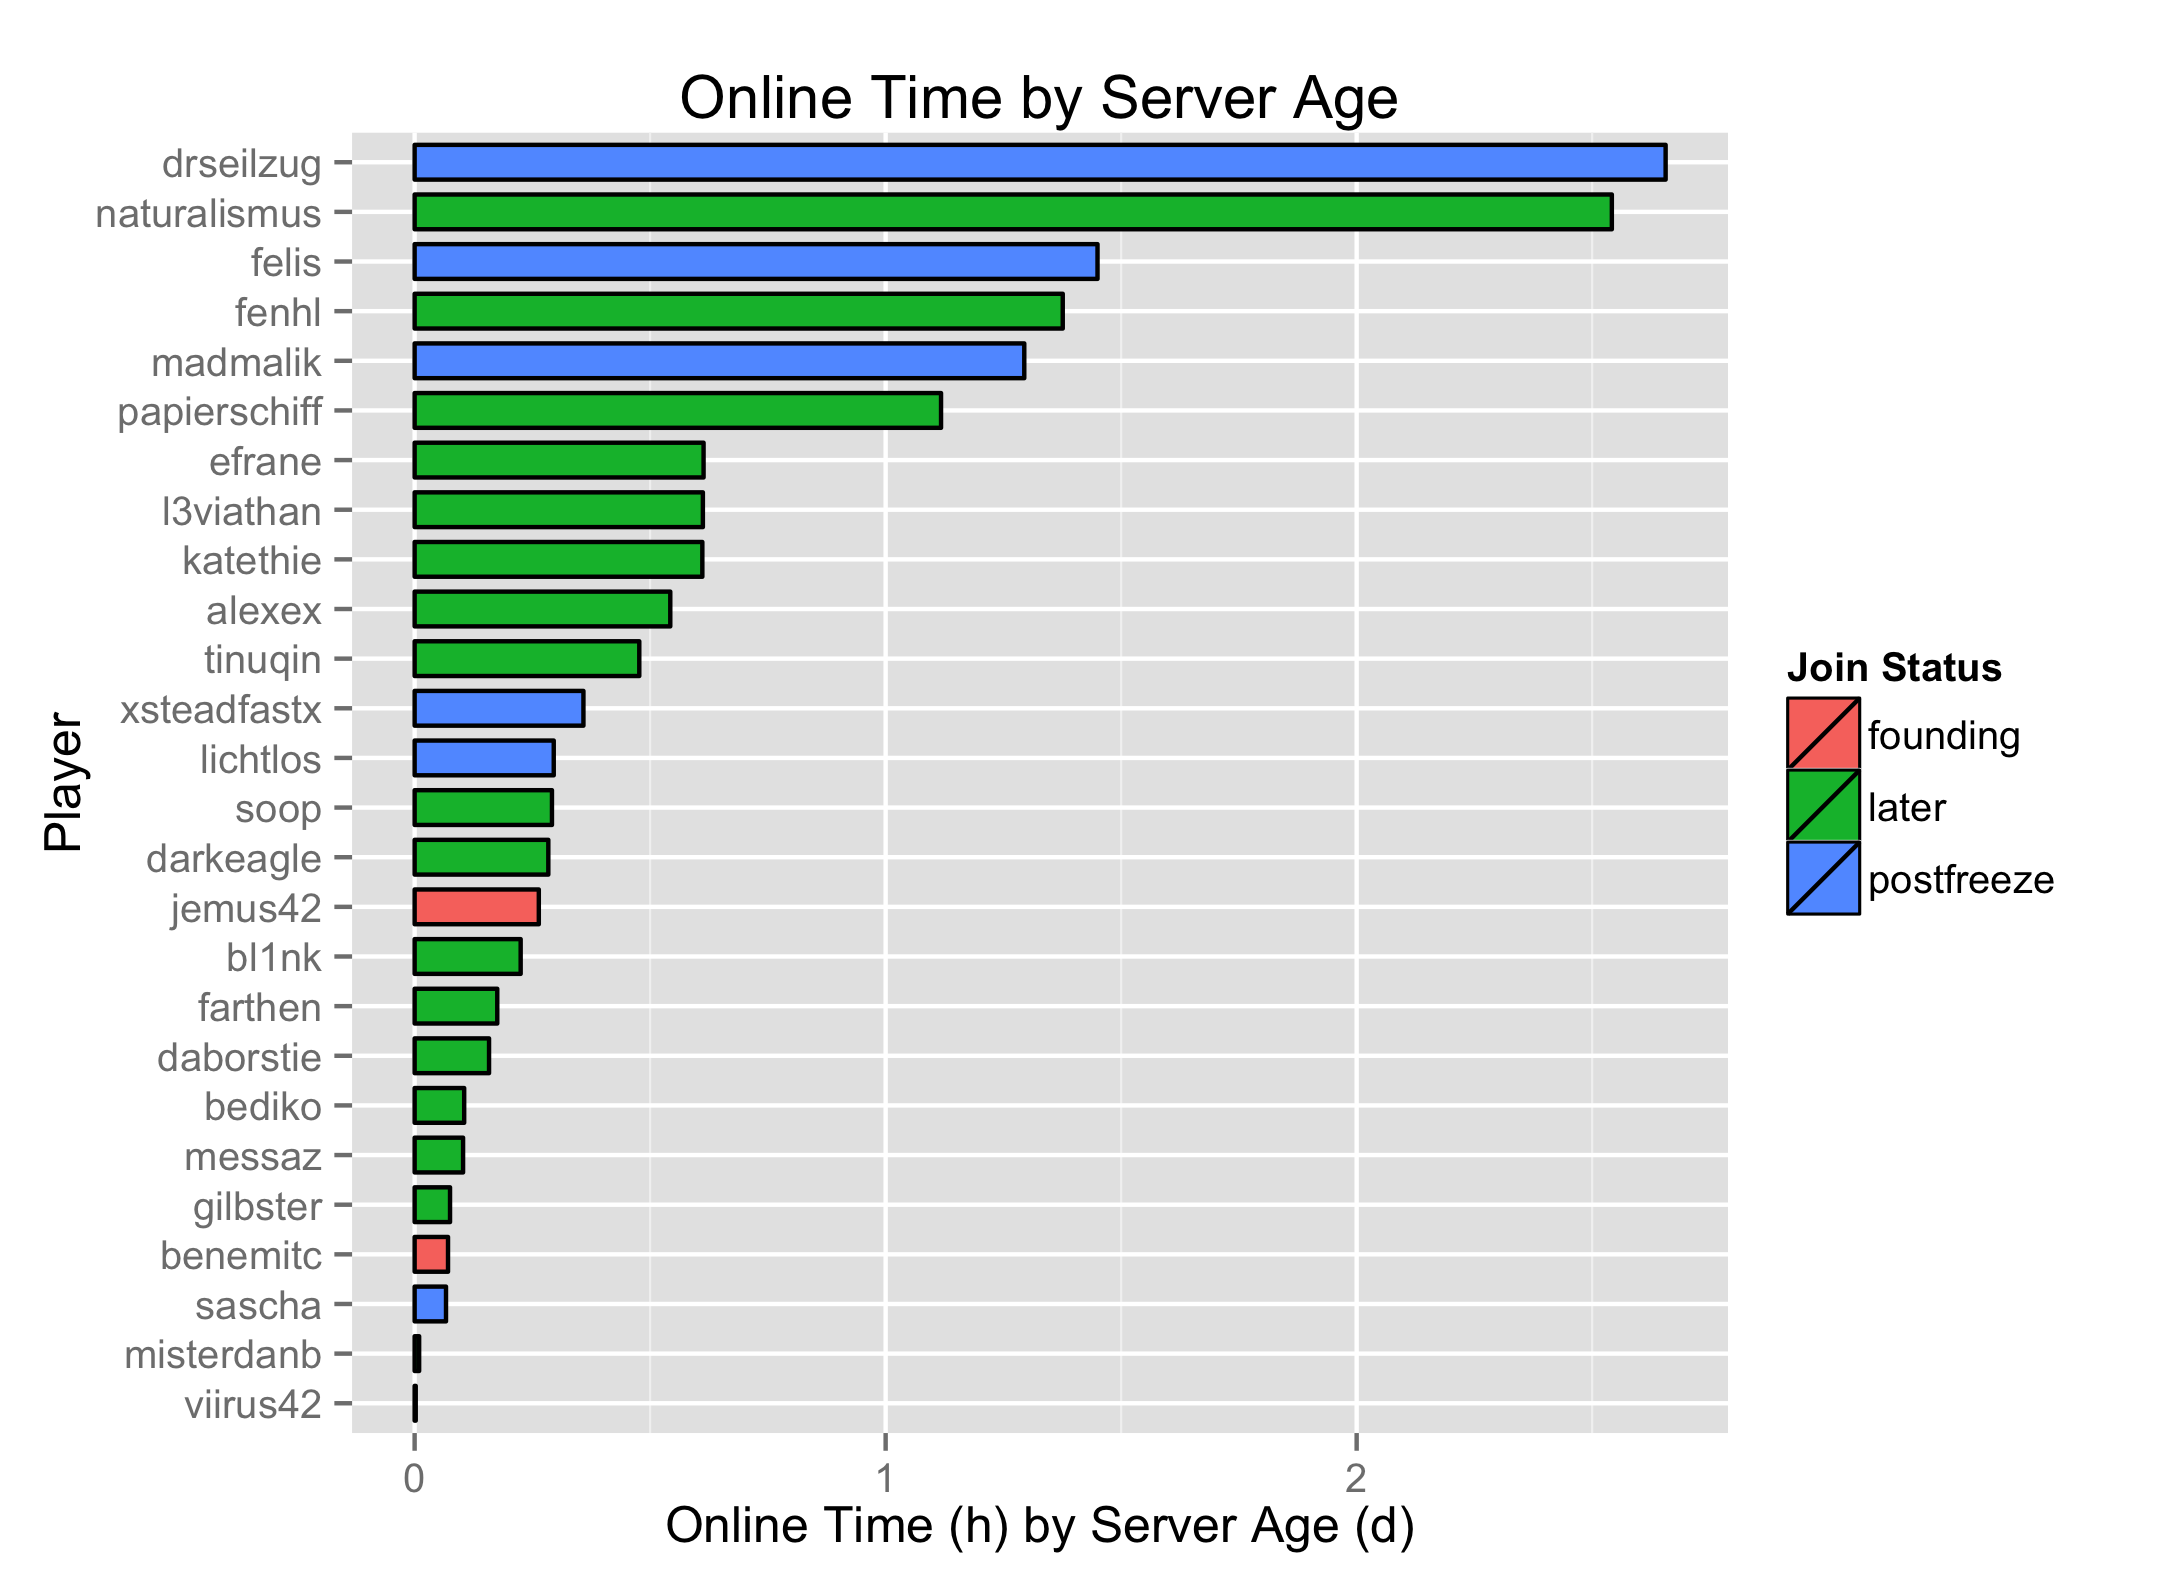 Online Time by Server Age
drseilzug
naturalismus
felis
fenhl
madmalik
papierschiff
efrane
l3viathan
katethie
alexex
tinuqin
xsteadfastx
lichtlos
soop
darkeagle
jemus42
bl1nk
farthen
daborstie
bediko
messaz
gilbster
benemitc
sascha
misterdanb
viirus42
Player
0 1 2
Online Time (h) by Server Age (d)
Join Status
founding
later
postfreeze